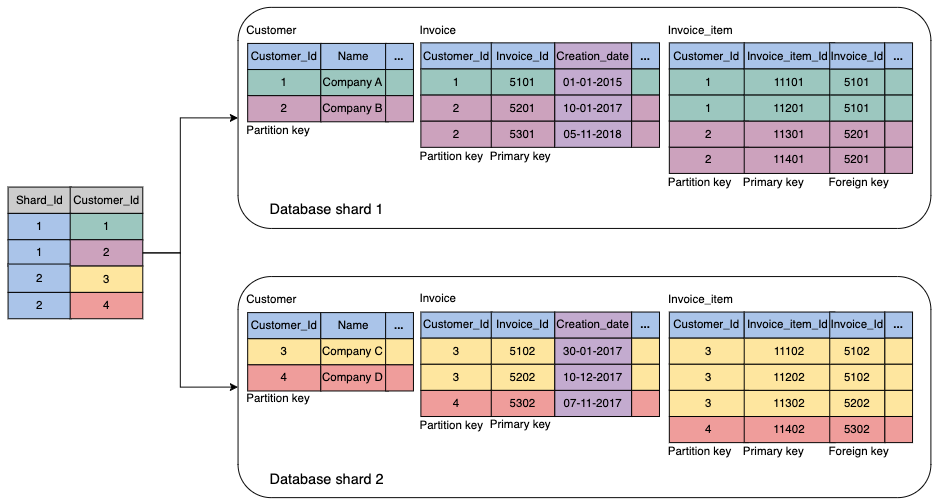 Customer
Customer_Id Name ...
1 Company A
2 Company B
Partition key
Invoice
Customer_Id Invoice_Id Creation_date ...
1 5101 01-01-2015
2 5201 10-01-2017
2 5301 05-11-2018
Partition key Primary key
Invoice_item
Customer_Id Invoice_item_Id Invoice_Id ...
1 11101 5101
1 11201 5101
2 11301 5201
2 11401 5201
Partition key Primary key Foreign key
Database shard 1
Shard_Id Customer_Id
1 1
1 2
2 3
2 4
Customer
Customer_Id Name ...
3 Company C
4 Company D
Partition key
Invoice
Customer_Id Invoice_Id Creation_date ...
3 5102 30-01-2017
3 5202 10-12-2017
4 5302 07-11-2017
Partition key Primary key
Invoice_item
Customer_Id Invoice_item_Id Invoice_Id ...
3 11102 5102
3 11202 5102
3 11302 5202
4 11402 5302
Partition key Primary key Foreign key
Database shard 2